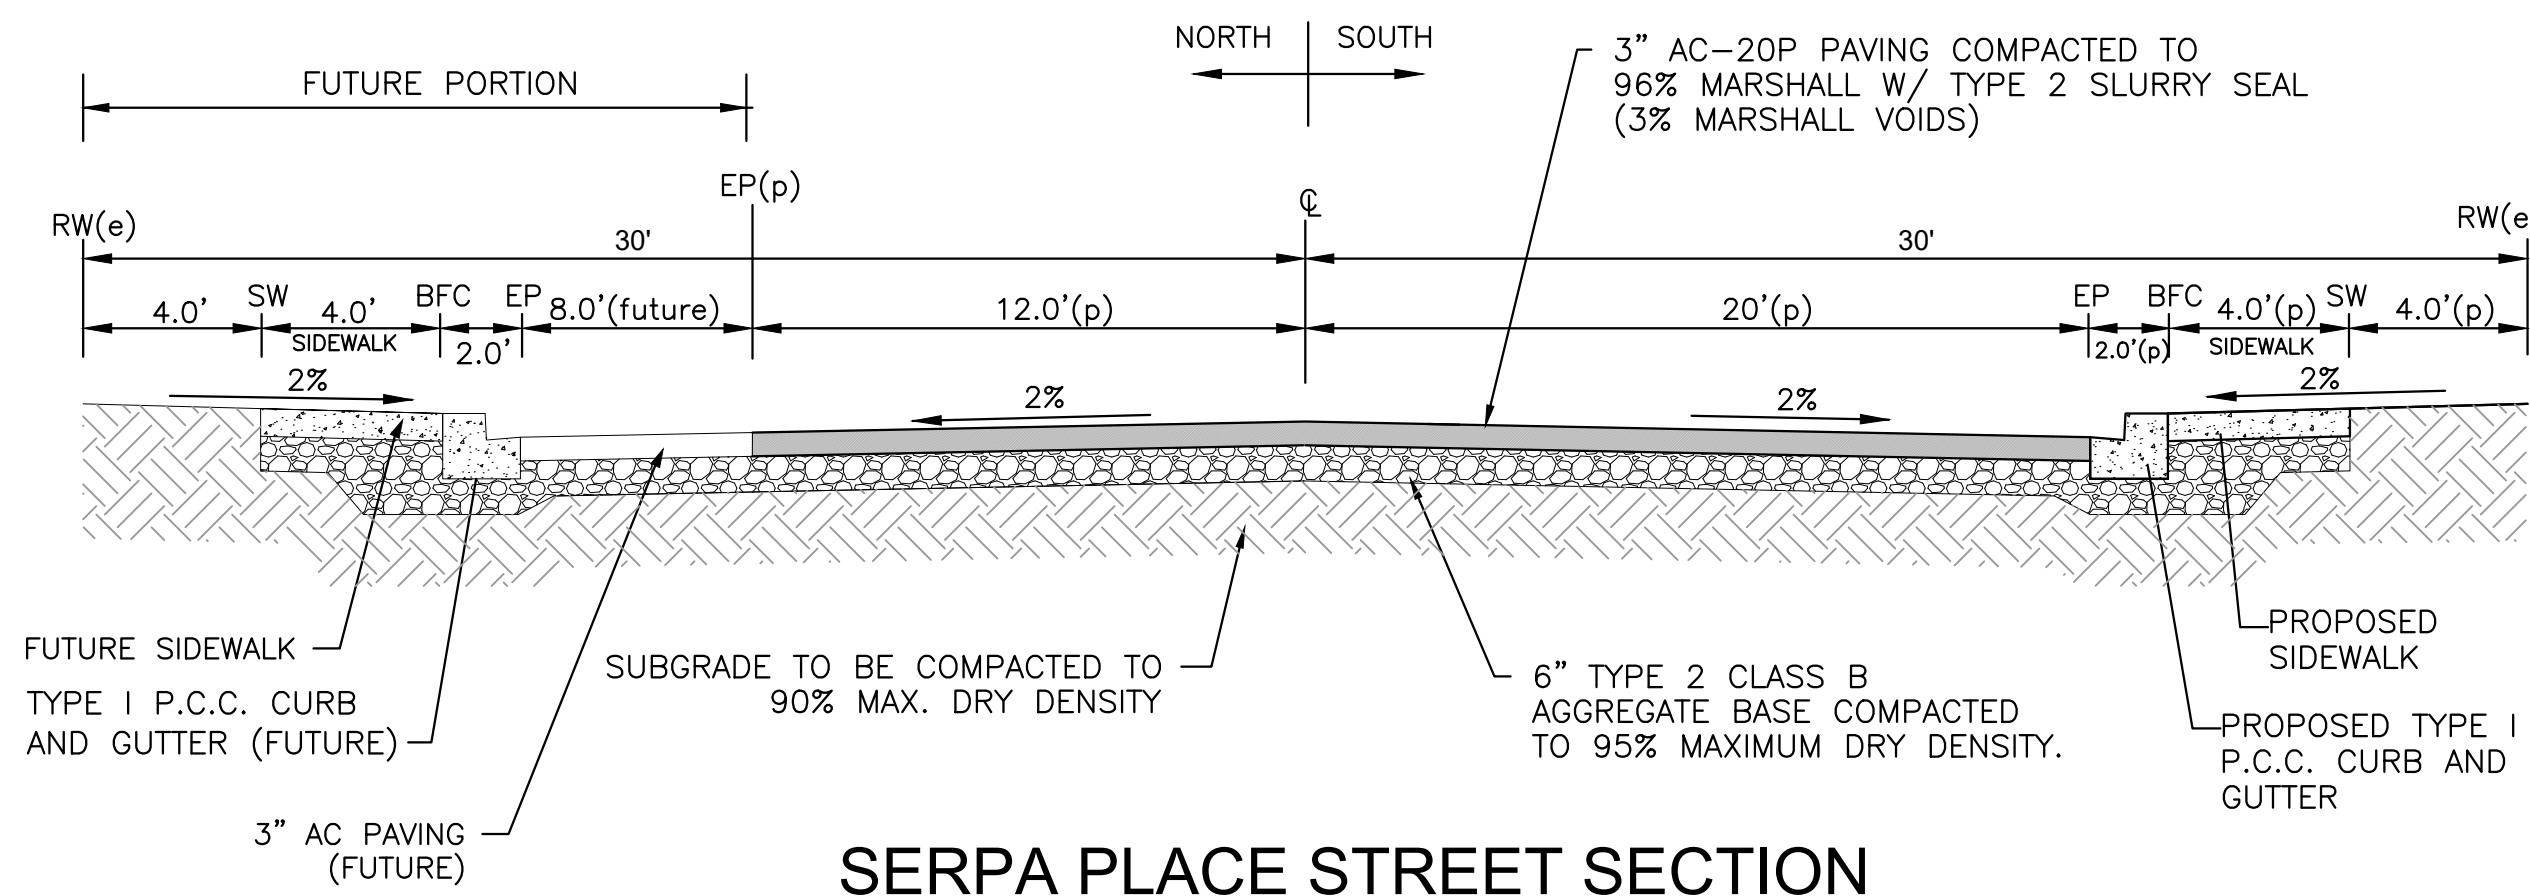 NORTH
SOUTH
FUTURE PORTION
3” AC-20P PAVING COMPACTED TO
96% MARSHALL W/ TYPE 2 SLURRY SEAL
(3% MARSHALL VOIDS)
EP(p)
RW(e)
℄
RW(e
30'
30'
4.0’
SW
4.0’
SIDEWALK
BFC
2.0’
EP
8.0’(future)
12.0’(p)
20’(p)
EP
2.0’(p)
BFC
4.0’(p)
SIDEWALK
SW
4.0’(p)
2%
2%
2%
2%
FUTURE SIDEWALK
TYPE I P.C.C. CURB
AND GUTTER (FUTURE)
3” AC PAVING
(FUTURE)
SUBGRADE TO BE COMPACTED TO
90% MAX. DRY DENSITY
6” TYPE 2 CLASS B
AGGREGATE BASE COMPACTED
TO 95% MAXIMUM DRY DENSITY.
PROPOSED
SIDEWALK
PROPOSED TYPE I
P.C.C. CURB AND
GUTTER
SERPA PLACE STREET SECTION